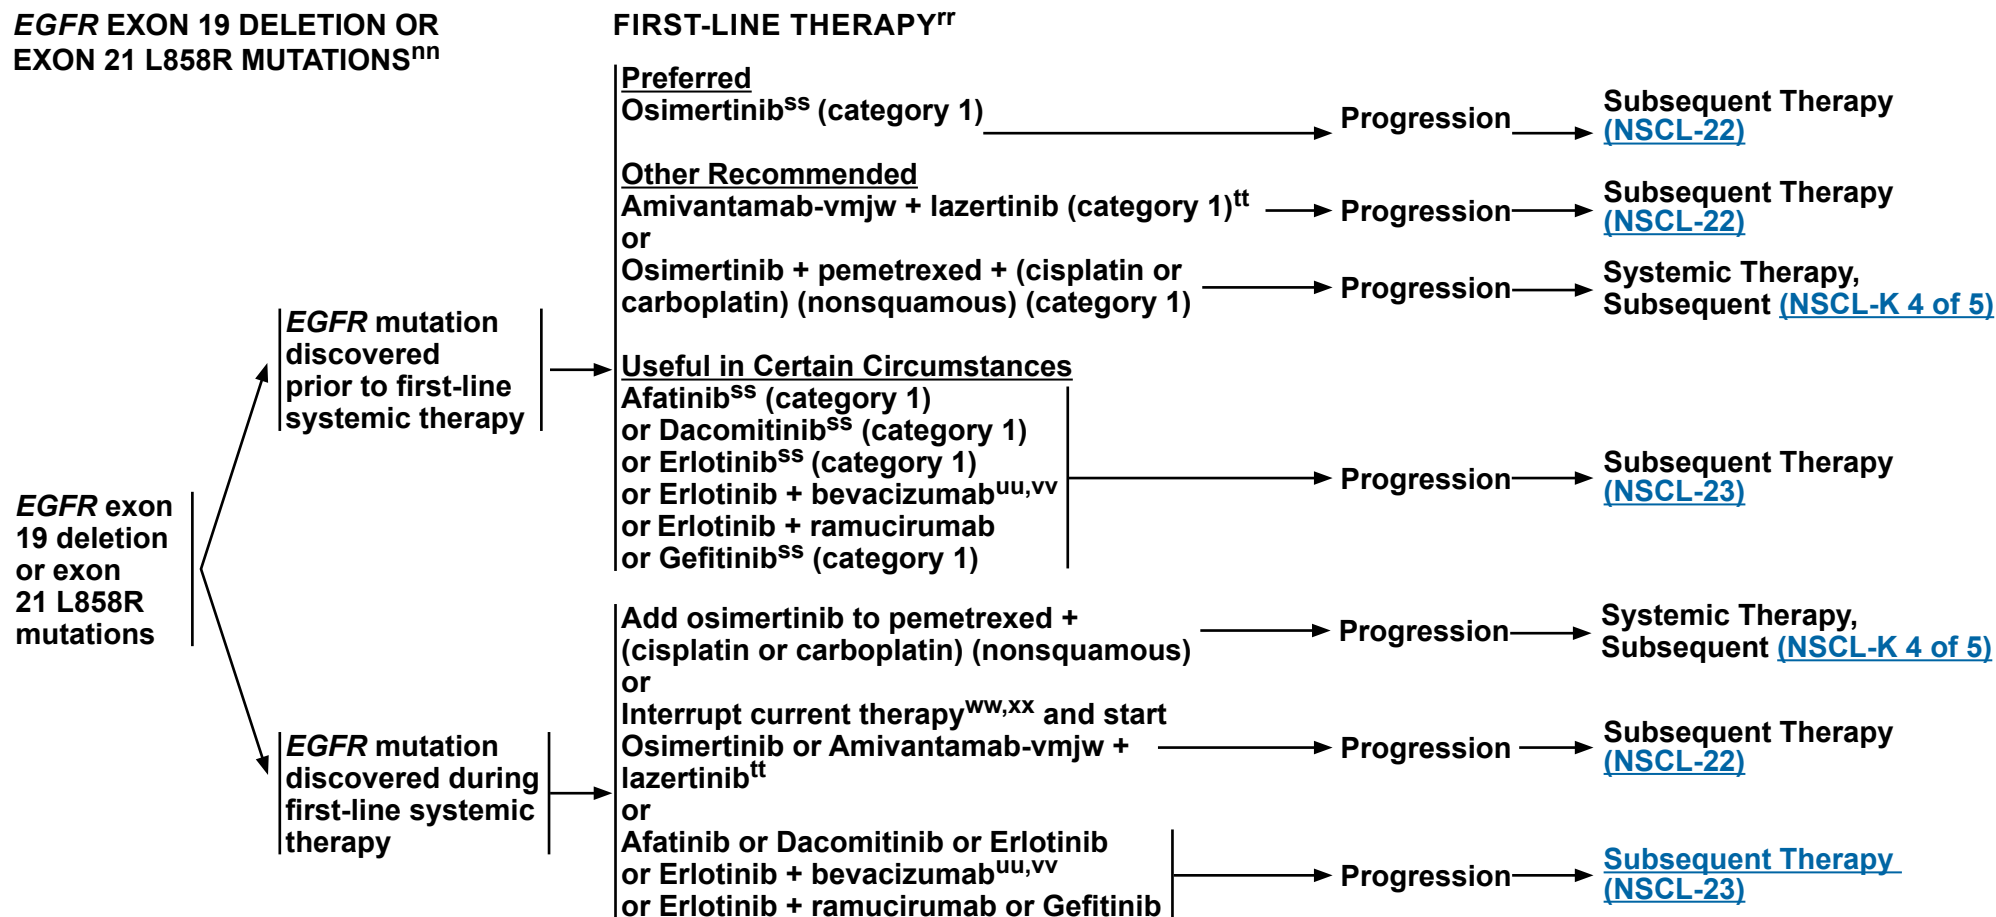 EGFR EXON 19 DELETION OR
EXON 21 L858R MUTATIONSnn
FIRST-LINE THERAPYrr
EGFR exon
19 deletion
or exon
21 L858R
mutations
EGFR mutation
discovered
prior to first-line
systemic therapy
Preferred
Osimertinibss (category 1)
Progression
Subsequent Therapy
(NSCL-22)
Other Recommended
Amivantamab-vmjw + lazertinib (category 1)tt
Progression
Subsequent Therapy
(NSCL-22)
or
Osimertinib + pemetrexed + (cisplatin or
carboplatin) (nonsquamous) (category 1)
Progression
Systemic Therapy,
Subsequent (NSCL-K 4 of 5)
Useful in Certain Circumstances
Afatinibss (category 1)
or Dacomitinibss (category 1)
or Erlotinibss (category 1)
or Erlotinib + bevacizumabuu,vv
or Erlotinib + ramucirumab
or Gefitinibss (category 1)
Progression
Subsequent Therapy
(NSCL-23)
EGFR mutation
discovered during
first-line systemic
therapy
Add osimertinib to pemetrexed +
(cisplatin or carboplatin) (nonsquamous)
Progression
Systemic Therapy,
Subsequent (NSCL-K 4 of 5)
or
Interrupt current therapyww,xx and start
Osimertinib or Amivantamab-vmjw +
lazertinibtt
Progression
Subsequent Therapy
(NSCL-22)
or
Afatinib or Dacomitinib or Erlotinib
or Erlotinib + bevacizumabuu,vv
or Erlotinib + ramucirumab or Gefitinib
Progression
Subsequent Therapy
(NSCL-23)